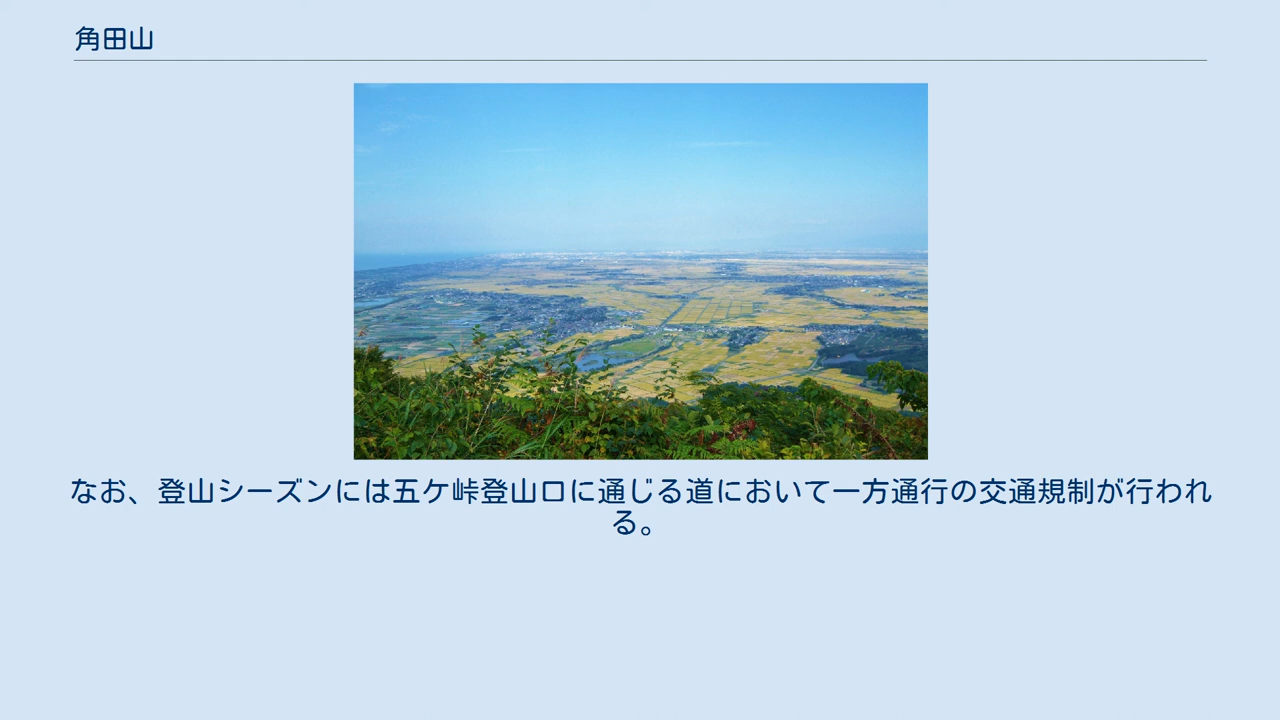 角田山
なお、登山シーズンには五ケ峠登山口に通じる道において一方通行の交通規制が行われ
る。